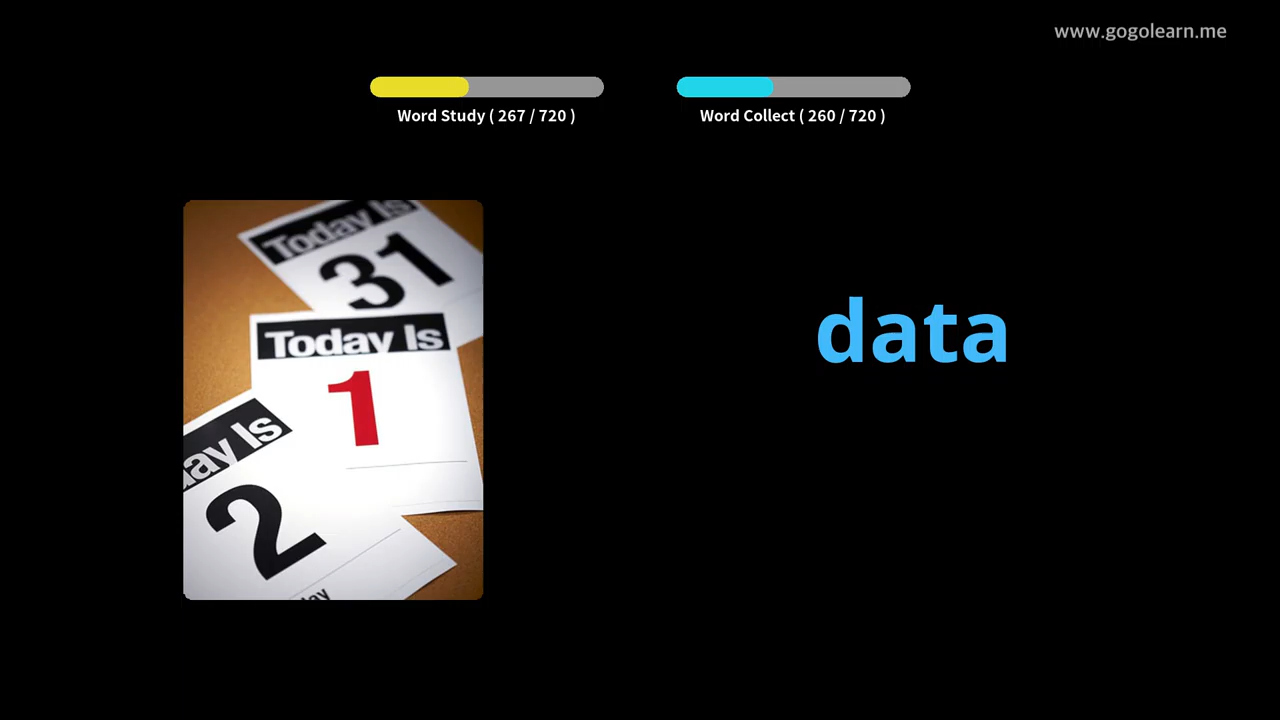 www.gogolearn.me
Word Study ( 267 / 720 )
Word Collect ( 260 / 720 )
Today Is
31
Today Is
1
ay Is
2
data